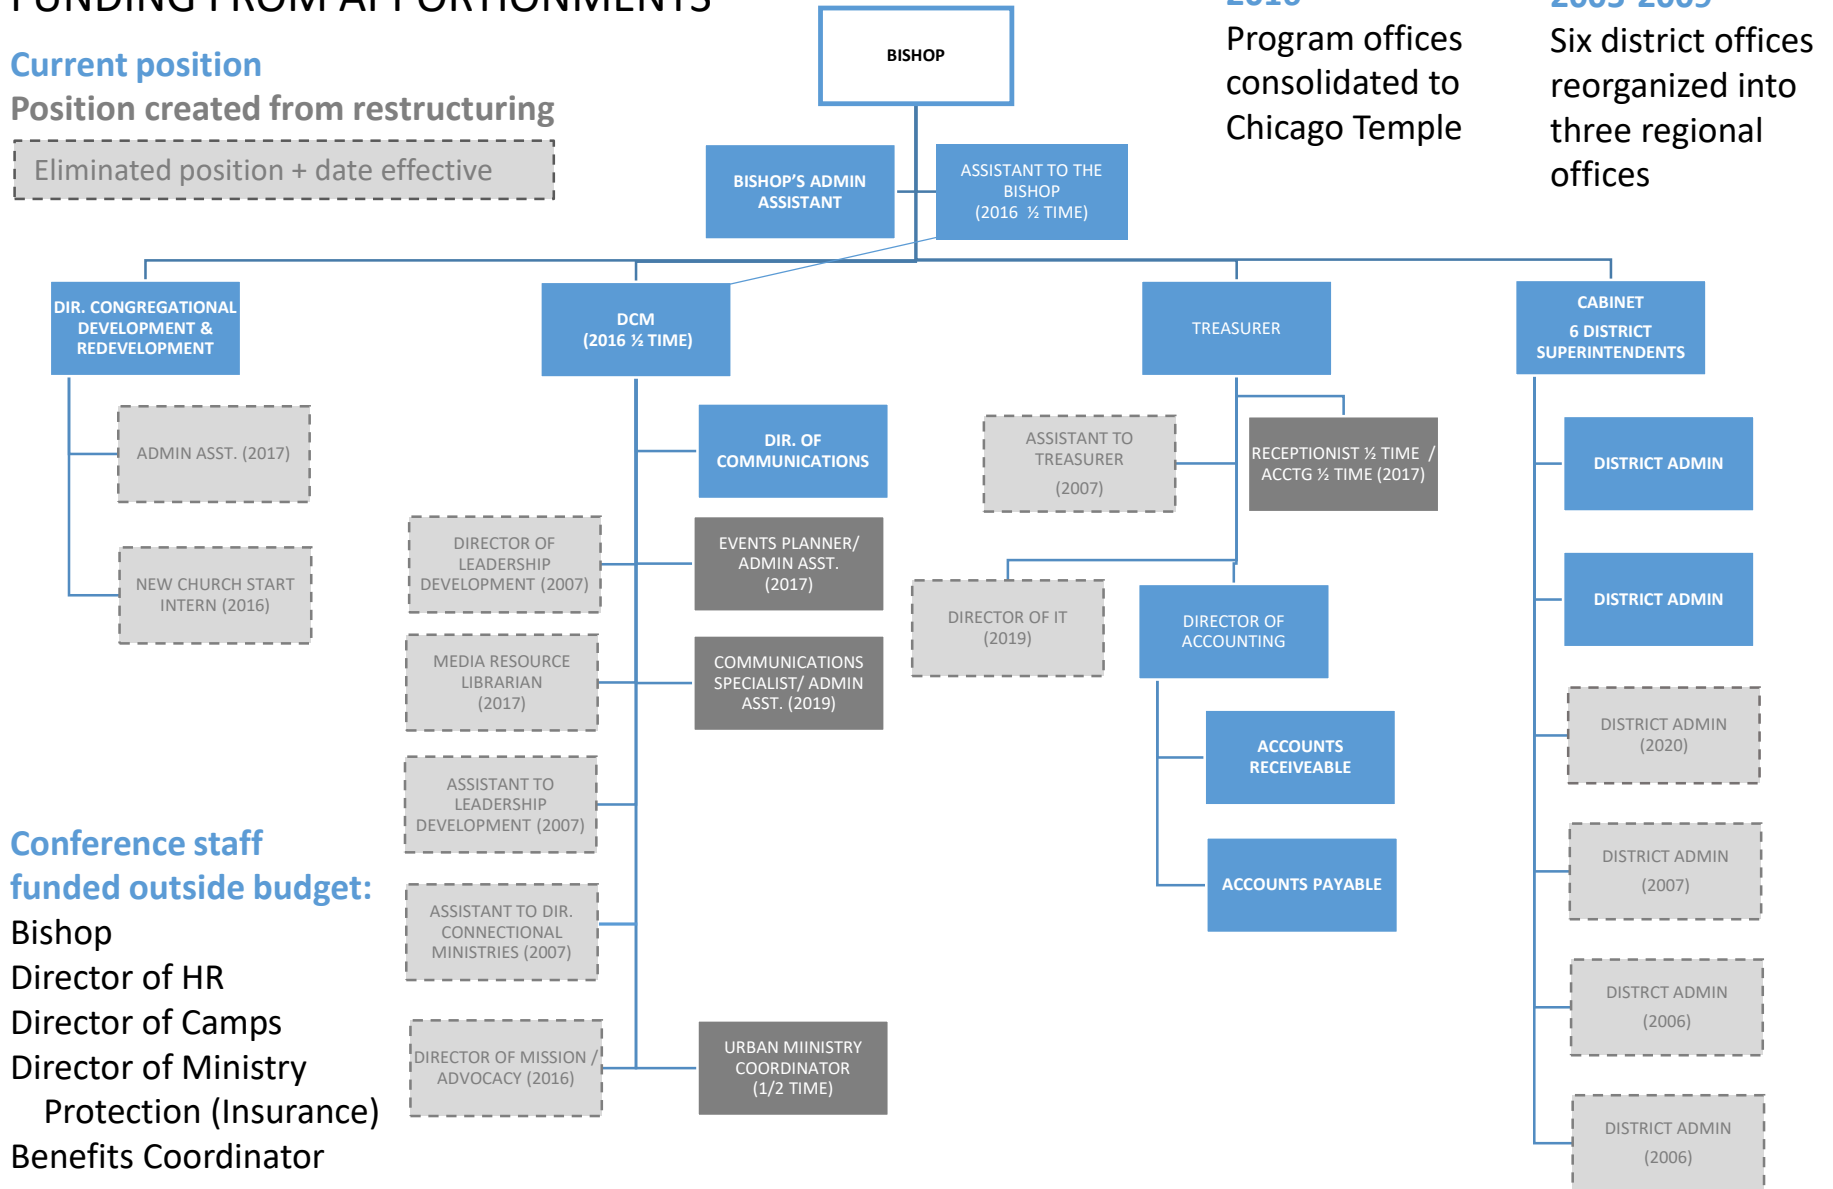 FUNDING FROM APPORTIONMENTS
Current position
Position created from restructuring
Eliminated position + date effective
2016
Program offices
consolidated to
Chicago Temple
2005-2009
Six district offices
reorganized into
three regional
offices
BISHOP
BISHOP'S ADMIN
ASSISTANT
ASSISTANT TO THE
BISHOP
(2016 ½ TIME)
DIR. CONGREGATIONAL
DEVELOPMENT &
REDEVELOPMENT
ADMIN ASST. (2017)
NEW CHURCH START
INTERN (2016)
DCM
(2016 ½ TIME)
DIR. OF
COMMUNICATIONS
DIRECTOR OF
LEADERSHIP
DEVELOPMENT (2007)
EVENTS PLANNER/
ADMIN ASST.
(2017)
MEDIA RESOURCE
LIBRARIAN
(2017)
COMMUNICATIONS
SPECIALIST/ ADMIN
ASST. (2019)
ASSISTANT TO
LEADERSHIP
DEVELOPMENT (2007)
ASSISTANT TO DIR.
CONNECTIONAL
MINISTRIES (2007)
DIRECTOR OF MISSION /
ADVOCACY (2016)
URBAN MIINISTRY
COORDINATOR
(1/2 TIME)
TREASURER
ASSISTANT TO
TREASURER
(2007)
RECEPTIONIST ½ TIME /
ACCTG ½ TIME (2017)
DIRECTOR OF IT
(2019)
DIRECTOR OF
ACCOUNTING
ACCOUNTS
RECEIVEABLE
ACCOUNTS PAYABLE
CABINET
6 DISTRICT
SUPERINTENDENTS
DISTRICT ADMIN
DISTRICT ADMIN
DISTRICT ADMIN
(2020)
DISTRICT ADMIN
(2007)
DISTRCT ADMIN
(2006)
DISTRICT ADMIN
(2006)
Conference staff
funded outside budget:
Bishop
Director of HR
Director of Camps
Director of Ministry
Protection (Insurance)
Benefits Coordinator